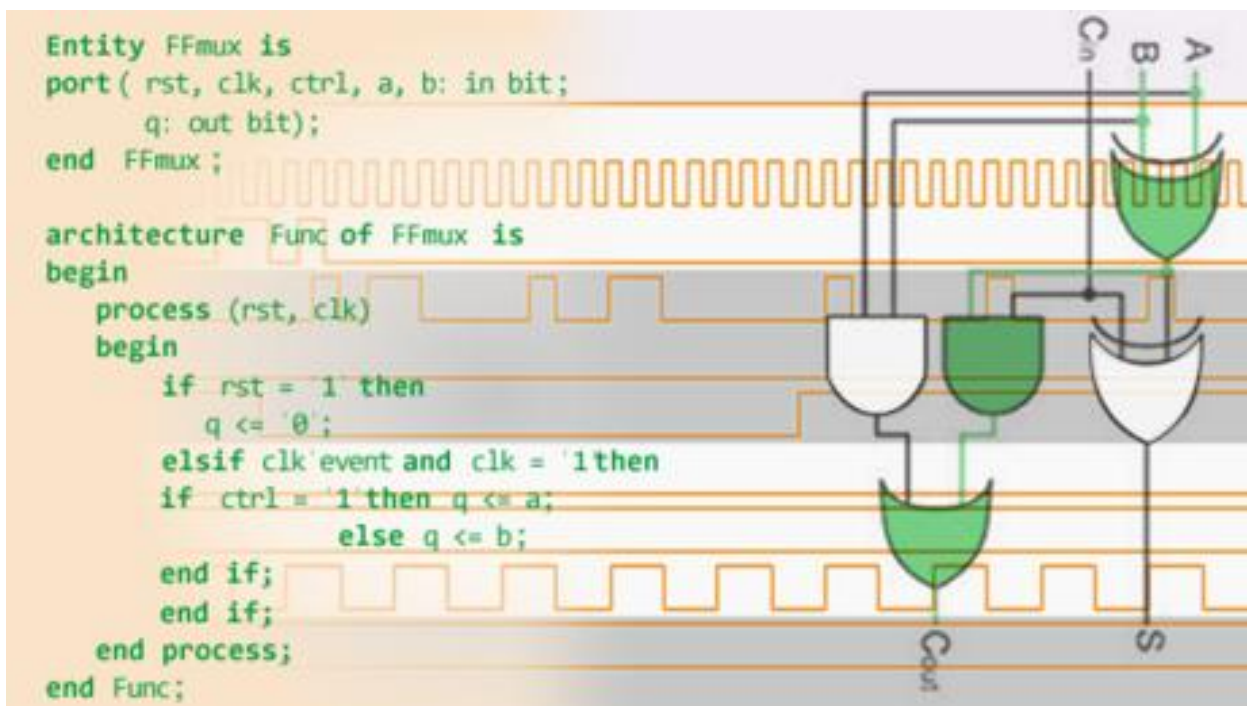 Entity FFmux is
port ( rst, clk, ctrl, a, b: in bit;
q: out bit);
end FFmux ;
architecture Func of FFmux is
begin
process (rst, clk)
begin
if rst = '1' then
q <= '0';
elsif clk'event and clk = '1then
if ctrl = '1'then q <= a;
else q <= b;
end if;
end if;
end process;
end Func;
Cin
B
A
Cout
S